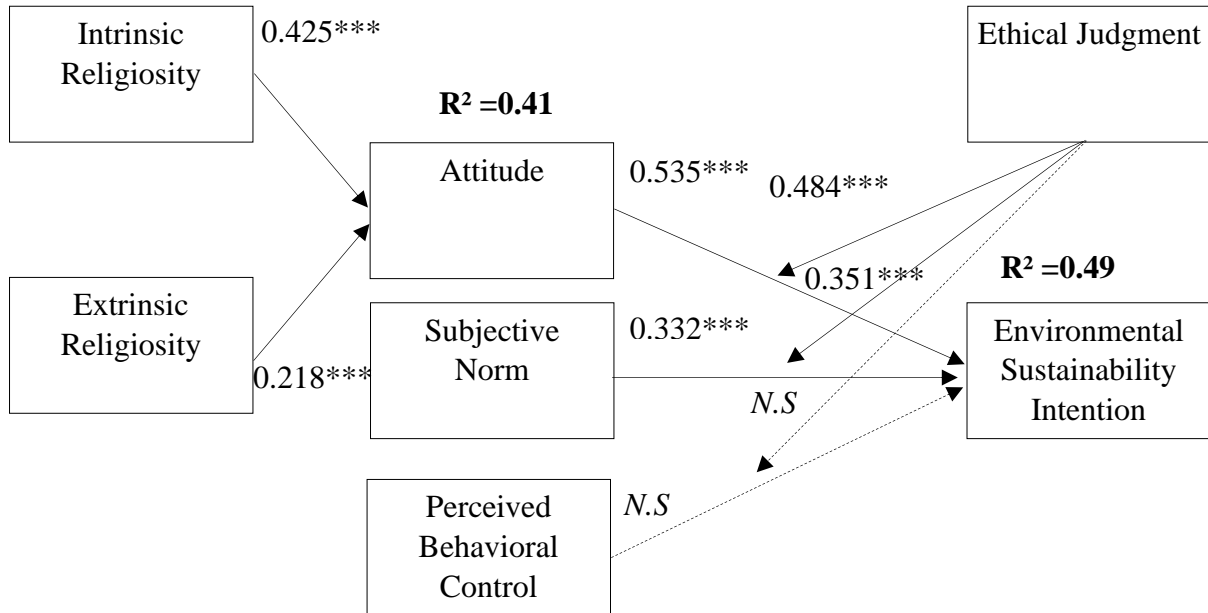 Intrinsic
Religiosity
0.425***
Ethical Judgment
R² =0.41
Attitude
0.535***
0.484***
Extrinsic
Religiosity
0.218***
Subjective
Norm
0.332***
0.351***
R² =0.49
Environmental
Sustainability
Intention
N.S
Perceived
Behavioral
Control
N.S